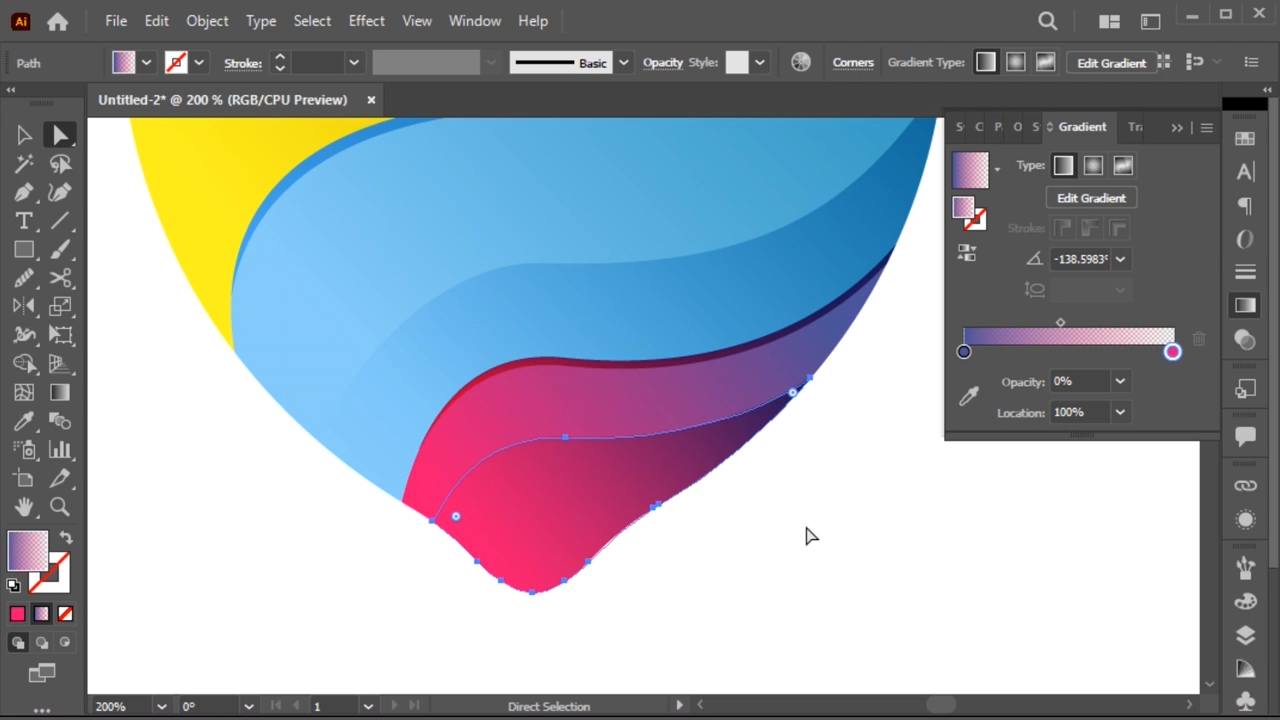 Ai File Edit Object Type Select Effect View Window Help
Path Stroke: Basic Opacity Style: Corners Gradient Type: Edit Gradient
Untitled-2* @ 200 % (RGB/CPU Preview) ×
S C P O S Gradient Tra
Type:
Edit Gradient
Stroke:
-138.5983°
Opacity: 0%
Location: 100%
200% 0° 1 Direct Selection